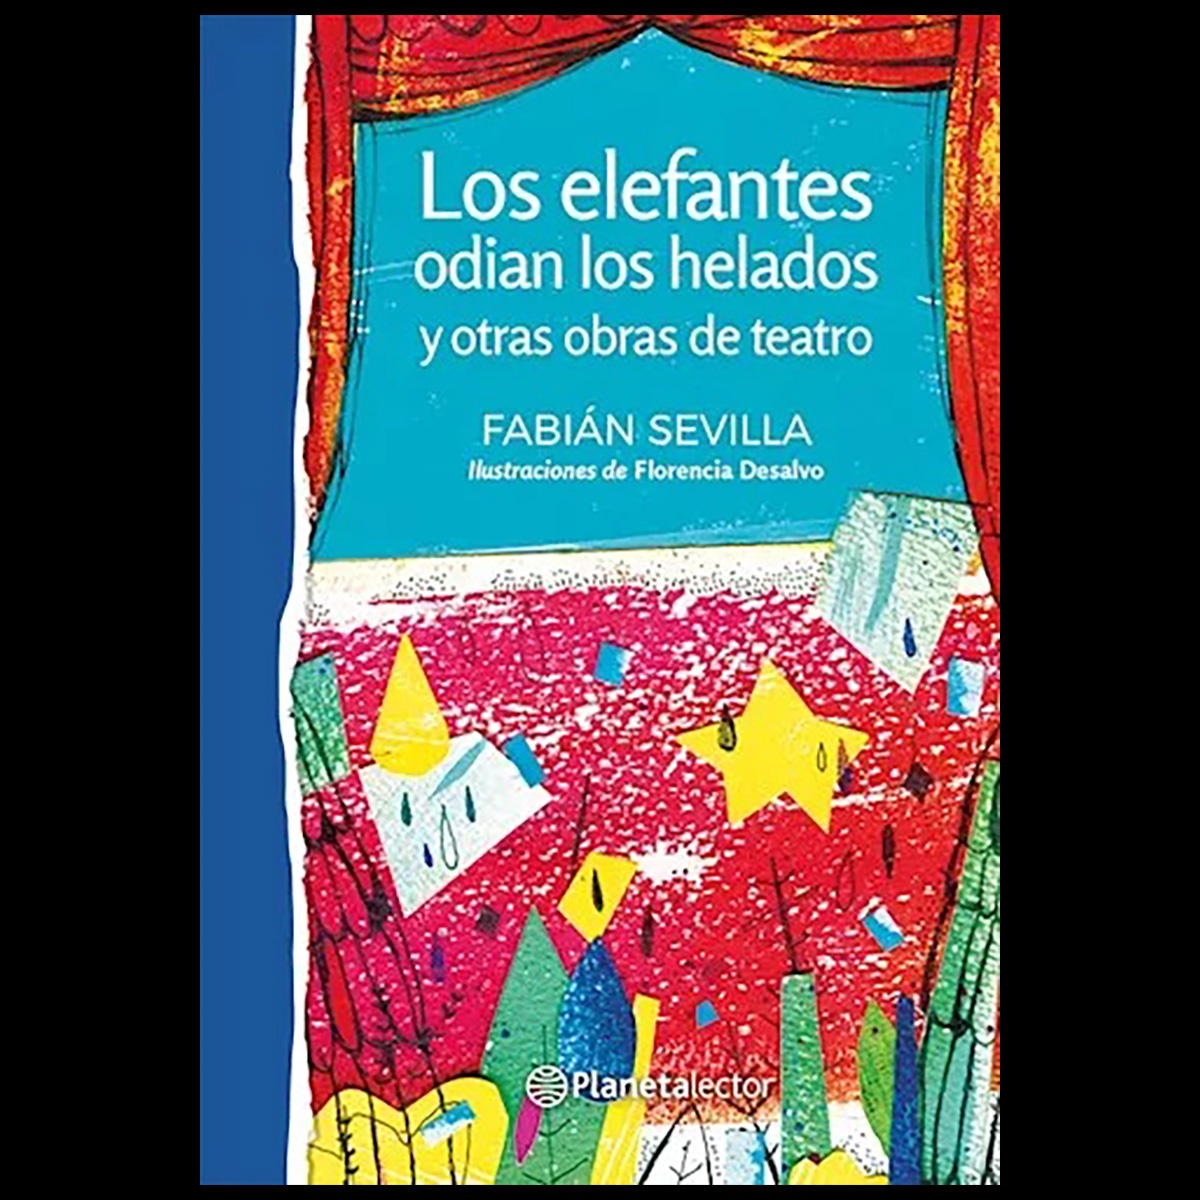 Los elefantes
odian los helados
y otras obras de teatro
FABIÁN SEVILLA
Ilustraciones de Florencia Desalvo
Planetalector